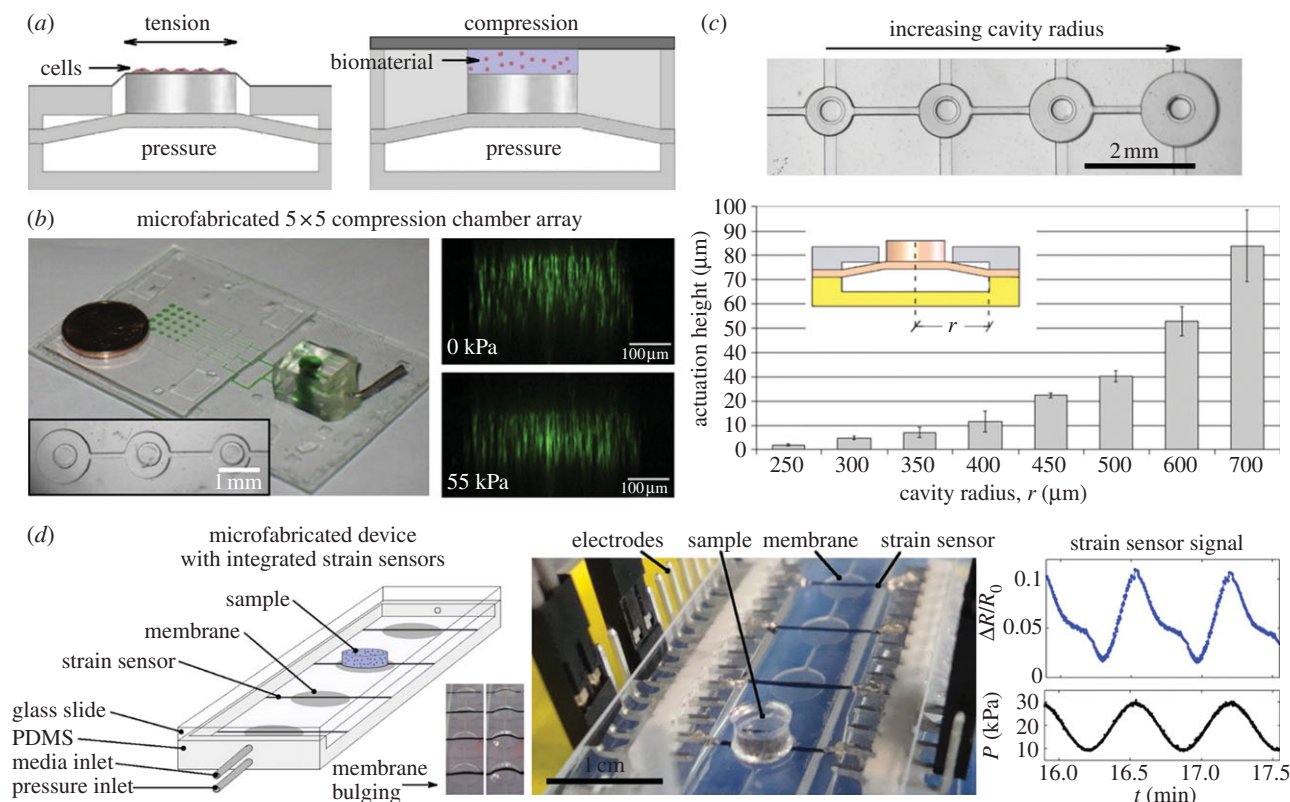 (a)
tension
cells
pressure
compression
biomaterial
pressure
(b) microfabricated 5 × 5 compression chamber array
1 mm
0 kPa
100 µm
55 kPa
100 µm
(c)
increasing cavity radius
2 mm
actuation height (µm)
100
90
80
70
60
50
40
30
20
10
0
r
250 300 350 400 450 500 600 700
cavity radius, r (µm)
(d)
microfabricated device
with integrated strain sensors
sample
membrane
strain sensor
glass slide
PDMS
media inlet
pressure inlet
membrane
bulging
electrodes sample membrane strain sensor
1 cm
strain sensor signal
ΔR/R0
0.1
0.05
0
P (kPa)
30
20
10
16.0 16.5 17.0 17.5
t (min)